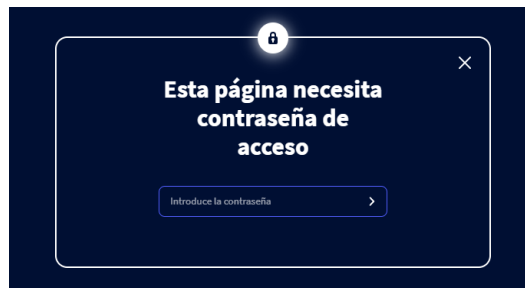 Esta página necesita
contraseña de
acceso
Introduce la contraseña